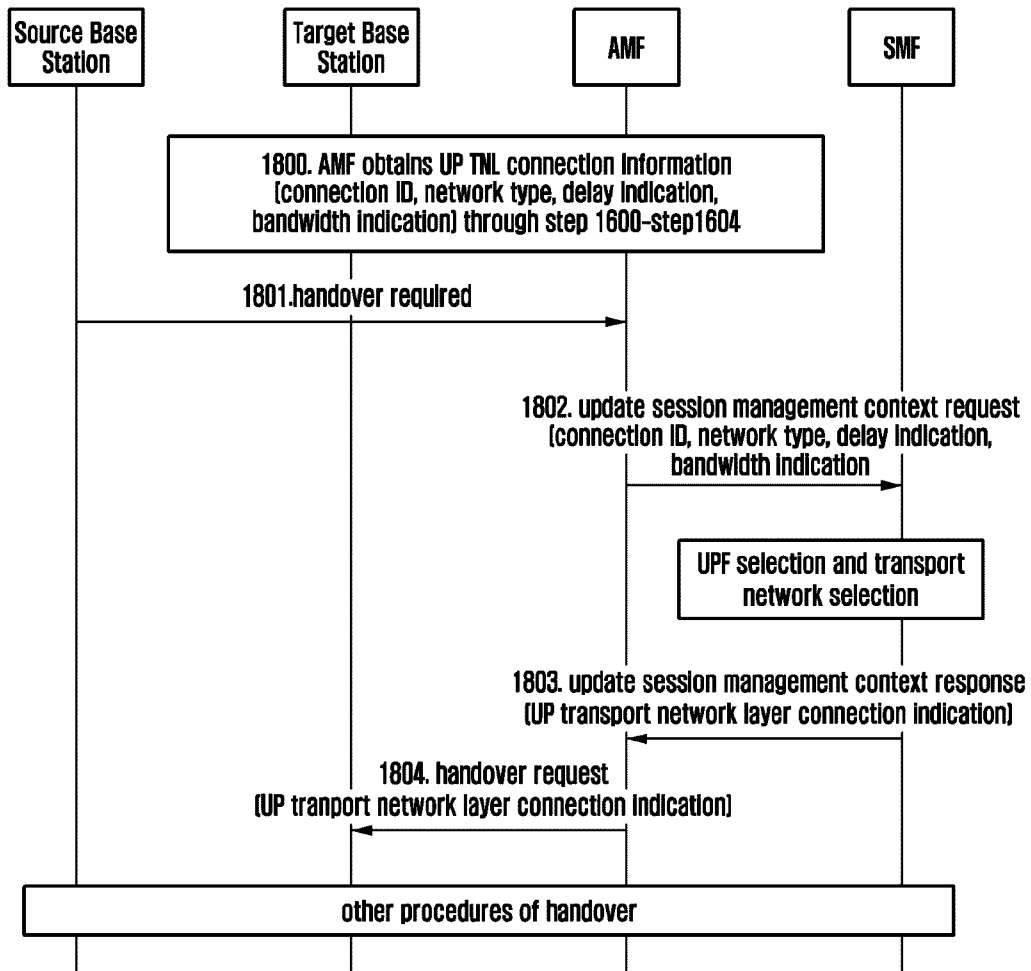 Source Base
Station
Target Base
Station
AMF
SMF
1800. AMF obtains UP TNL connection information
(connection ID, network type, delay indication,
bandwidth indication) through step 1600-step1604
1801.handover required
1802. update session management context request
(connection ID, network type, delay indication,
bandwidth indication
UPF selection and transport
network selection
1803. update session management context response
(UP transport network layer connection indication)
1804. handover request
(UP tranport network layer connection indication)
other procedures of handover